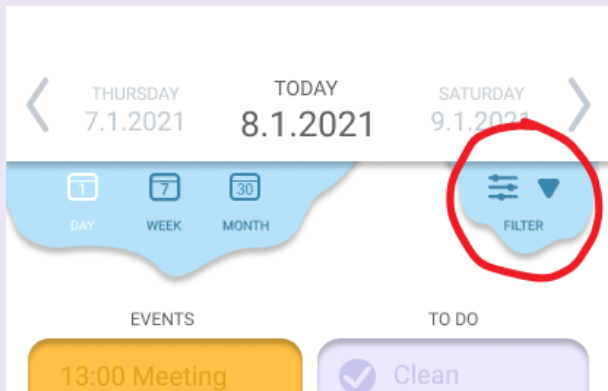 THURSDAY
7.1.2021
TODAY
8.1.2021
SATURDAY
9.1.2021
1
DAY
7
WEEK
30
MONTH
FILTER
EVENTS
TO DO
13:00 Meeting
Clean